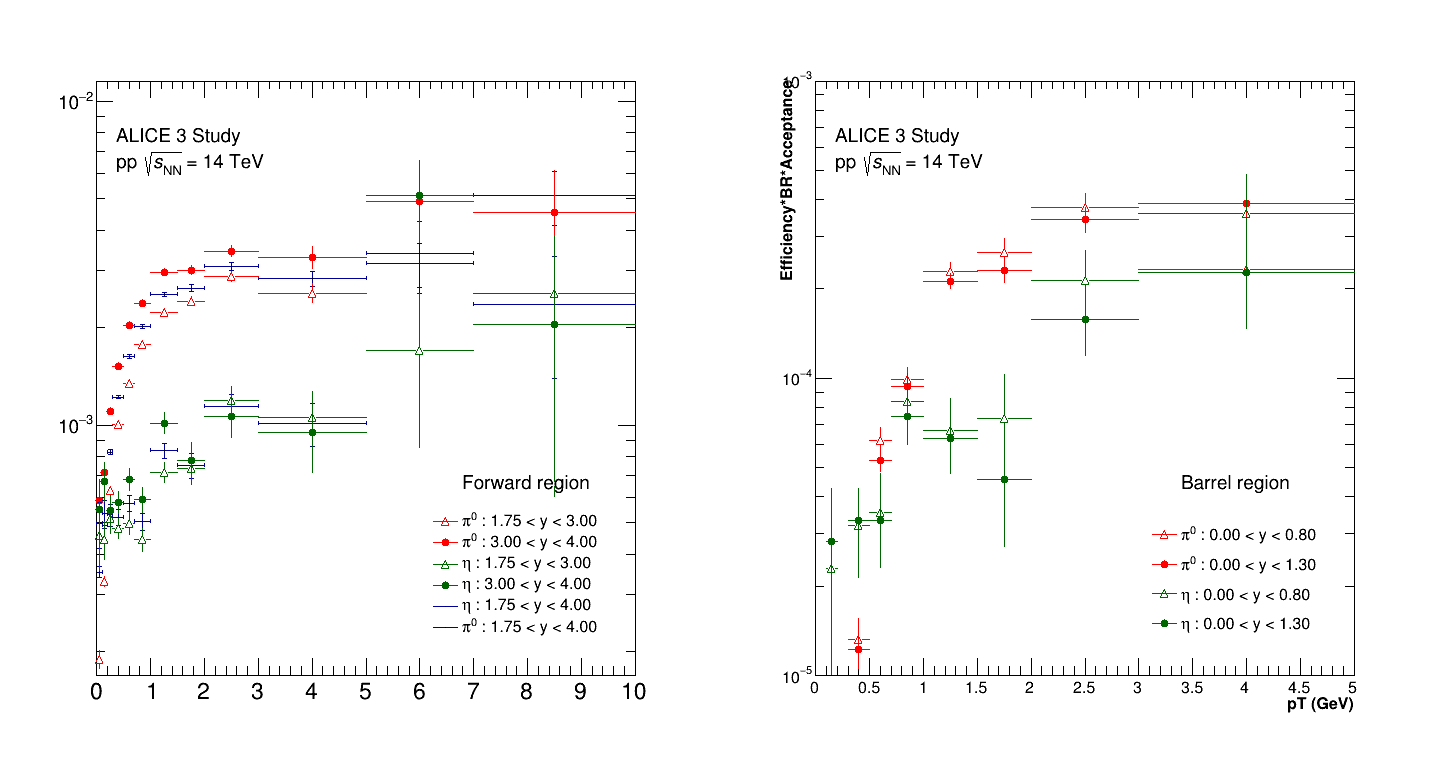 10−2
ALICE 3 Study
pp √sNN = 14 TeV
10−3
Forward region
π0 : 1.75 < y < 3.00
π0 : 3.00 < y < 4.00
η : 1.75 < y < 3.00
η : 3.00 < y < 4.00
η : 1.75 < y < 4.00
π0 : 1.75 < y < 4.00
0 1 2 3 4 5 6 7 8 9 10
Efficiency*BR*Acceptance
10−3
ALICE 3 Study
pp √sNN = 14 TeV
10−4
Barrel region
π0 : 0.00 < y < 0.80
π0 : 0.00 < y < 1.30
η : 0.00 < y < 0.80
η : 0.00 < y < 1.30
10−5
0 0.5 1 1.5 2 2.5 3 3.5 4 4.5 5
pT (GeV)